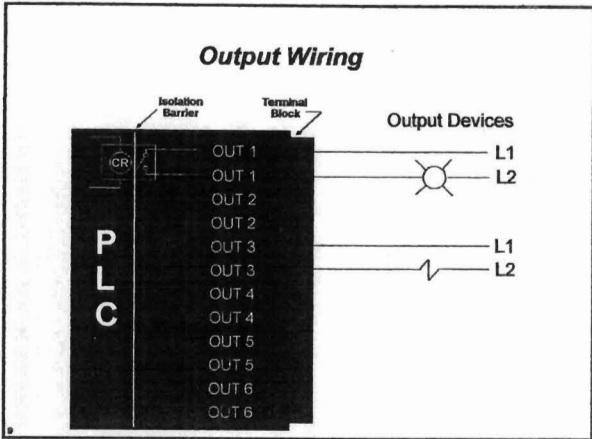 Output Wiring
Isolation Barrier
Terminal Block
Output Devices
CR
OUT 1
L1
OUT 1
L2
OUT 2
OUT 2
OUT 3
L1
OUT 3
L2
OUT 4
OUT 4
OUT 5
OUT 5
OUT 6
OUT 6
PLC
9